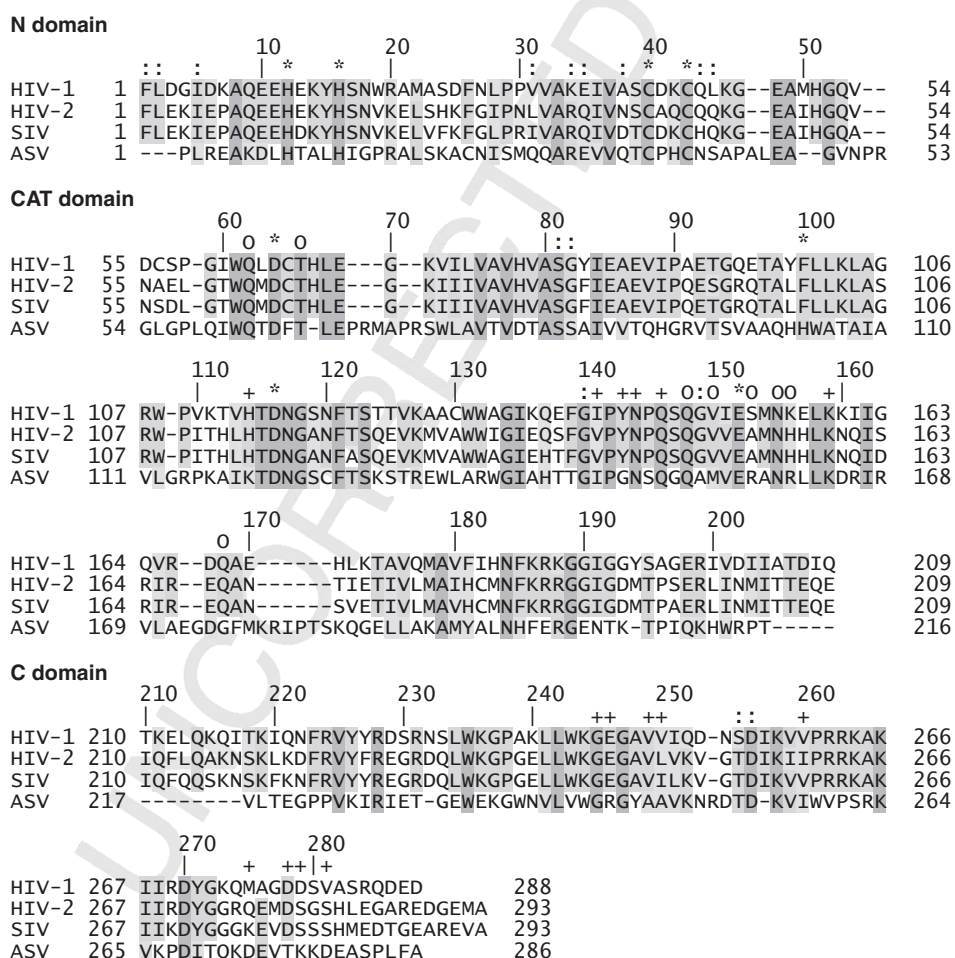 N domain
10 20 30 40 50
:: : | * * | |: :: : * | * :: |
HIV-1 1 FLDGIDKAQEEHEKYHSNWRAMASDFNLPPVVAKEIVASCDKCQLKG--EAMHGQV-- 54
HIV-2 1 FLEKIEPAQEEHEKYHSNVKELSHKFGIPNLVARQIVNSCAQCQQKG--EAIHGQV-- 54
SIV 1 FLEKIEPAQEEHDKYHSNVKELVFKFGLPRIVARQIVDTCDKCHQKG--EAIHGQA-- 54
ASV 1 ---PLREAKDLHTALHIGPRALSKACNISMQQAREVVQTCPHCNSAPALEA--GVNPR 53
CAT domain
60 70 80 90 100
| O * O | |:: | *
HIV-1 55 DCSP-GIWQLDCTHLE---G--KVILVAVHVASGYIEAEVIPAETGQETAYFLLKLAG 106
HIV-2 55 NAEL-GTWQMDCTHLE---G--KIIIVAVHVASGFIEAEVIPQESGRQTALFLLKLAS 106
SIV 55 NSDL-GTWQMDCTHLE---G--KIIIVAVHVASGFIEAEVIPQETGRQTALFLLKLAG 106
ASV 54 GLGPLQIWQTDFT-LEPRMAPRSWLAVTVDTASSAIVVTQHGRVTSVAAQHHWATAIA 110
110 120 130 140 150 160
| + * | | :+ ++ + O:O *O OO + |
HIV-1 107 RW-PVKTVHTDNGSNFTSTTVKAACWWAGIKQEFGIPYNPQSQGVIESMNKELKKIIG 163
HIV-2 107 RW-PITHLHTDNGANFTSQEVKMVAWWIGIEQSFGVPYNPQSQGVVEAMNHHLKNQIS 163
SIV 107 RW-PITHLHTDNGANFASQEVKMVAWWAGIEHTFGVPYNPQSQGVVEAMNHHLKNQID 163
ASV 111 VLGRPKAIKTDNGSCFTSKSTREWLARWGIAHTTGIPGNSQGQAMVERANRLLKDRIR 168
170 180 190 200
O | | | |
HIV-1 164 QVR--DQAE------HLKTAVQMAVFIHNFKRKGGIGGYSAGERIVDIIATDIQ 209
HIV-2 164 RIR--EQAN------TIETIVLMAIHCMNFKRRGGIGDMTPSERLINMITTEQE 209
SIV 164 RIR--EQAN------SVETIVLMAVHCMNFKRRGGIGDMTPAERLINMITTEQE 209
ASV 169 VLAEGDGFMKRIPTSKQGELLAKAMYALNHFERGENTK-TPIQKHWRPT----- 216
C domain
210 220 230 240 250 260
| | | | ++ ++ :: +
HIV-1 210 TKELQKQITKIQNFRVYYRDSRNSLWKGPAKLLWKGEGAVVIQD-NSDIKVVPRRKAK 266
HIV-2 210 IQFLQAKNSKLKDFRVYFREGRDQLWKGPGELLWKGEGAVLVKV-GTDIKIIPRRKAK 266
SIV 210 IQFQQSKNSKFKNFRVYYREGRDQLWKGPGELLWKGEGAVILKV-GTDIKVVPRRKAK 266
ASV 217 --------VLTEGPPVKIRIET-GEWEKGWNVLVWGRGYAAVKNRDTD-KVIWVPSRK 264
270 280
| + ++|+
HIV-1 267 IIRDYGKQMAGDDSVASRQDED 288
HIV-2 267 IIRDYGGRQEMDSGSHLEGAREDGEMA 293
SIV 267 IIKDYGGGKEVDSSSHMEDTGEAREVA 293
ASV 265 VKPDITQKDEVTKKDEASPLFA 286
UNCORRECTED